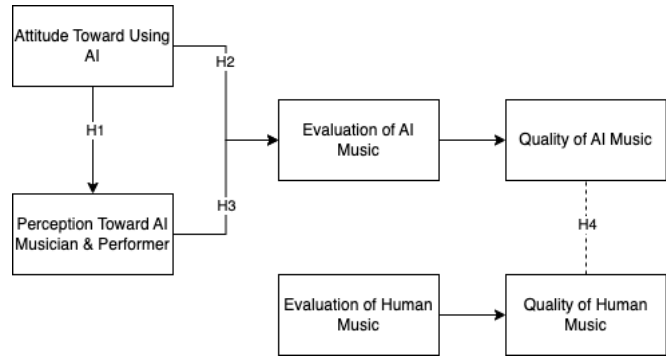 Attitude Toward Using
AI
H2
H1
Evaluation of AI
Music
Quality of AI Music
Perception Toward AI
Musician & Performer
H3
H4
Evaluation of Human
Music
Quality of Human
Music